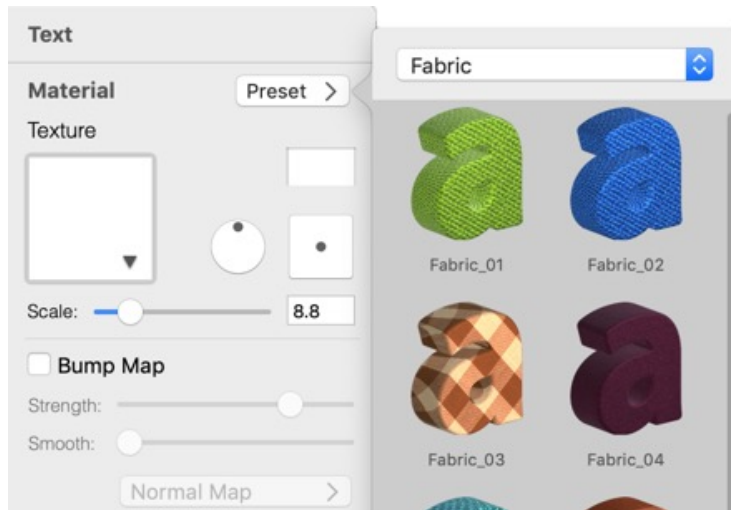 Text
Material
Preset
Texture
Scale:
8.8
Bump Map
Strength:
Smooth:
Normal Map
Fabric
Fabric_01
Fabric_02
Fabric_03
Fabric_04